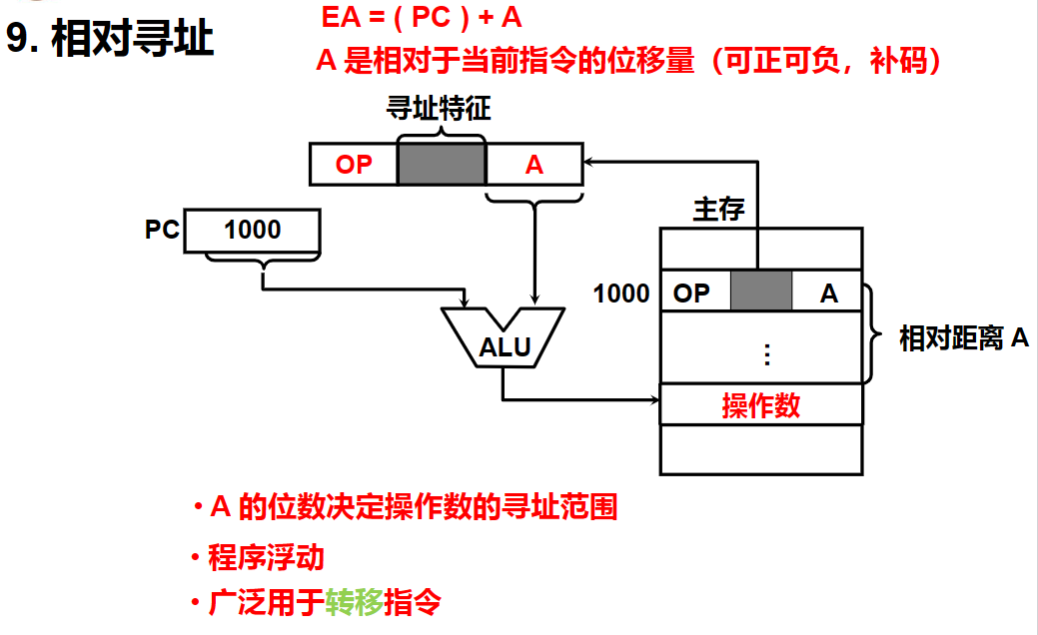 9. 相对寻址
EA = ( PC ) + A
A 是相对于当前指令的位移量（可正可负，补码）
寻址特征
OP A
PC 1000
主存
1000 OP A
ALU
⋮
相对距离 A
操作数
• A 的位数决定操作数的寻址范围
• 程序浮动
• 广泛用于转移指令